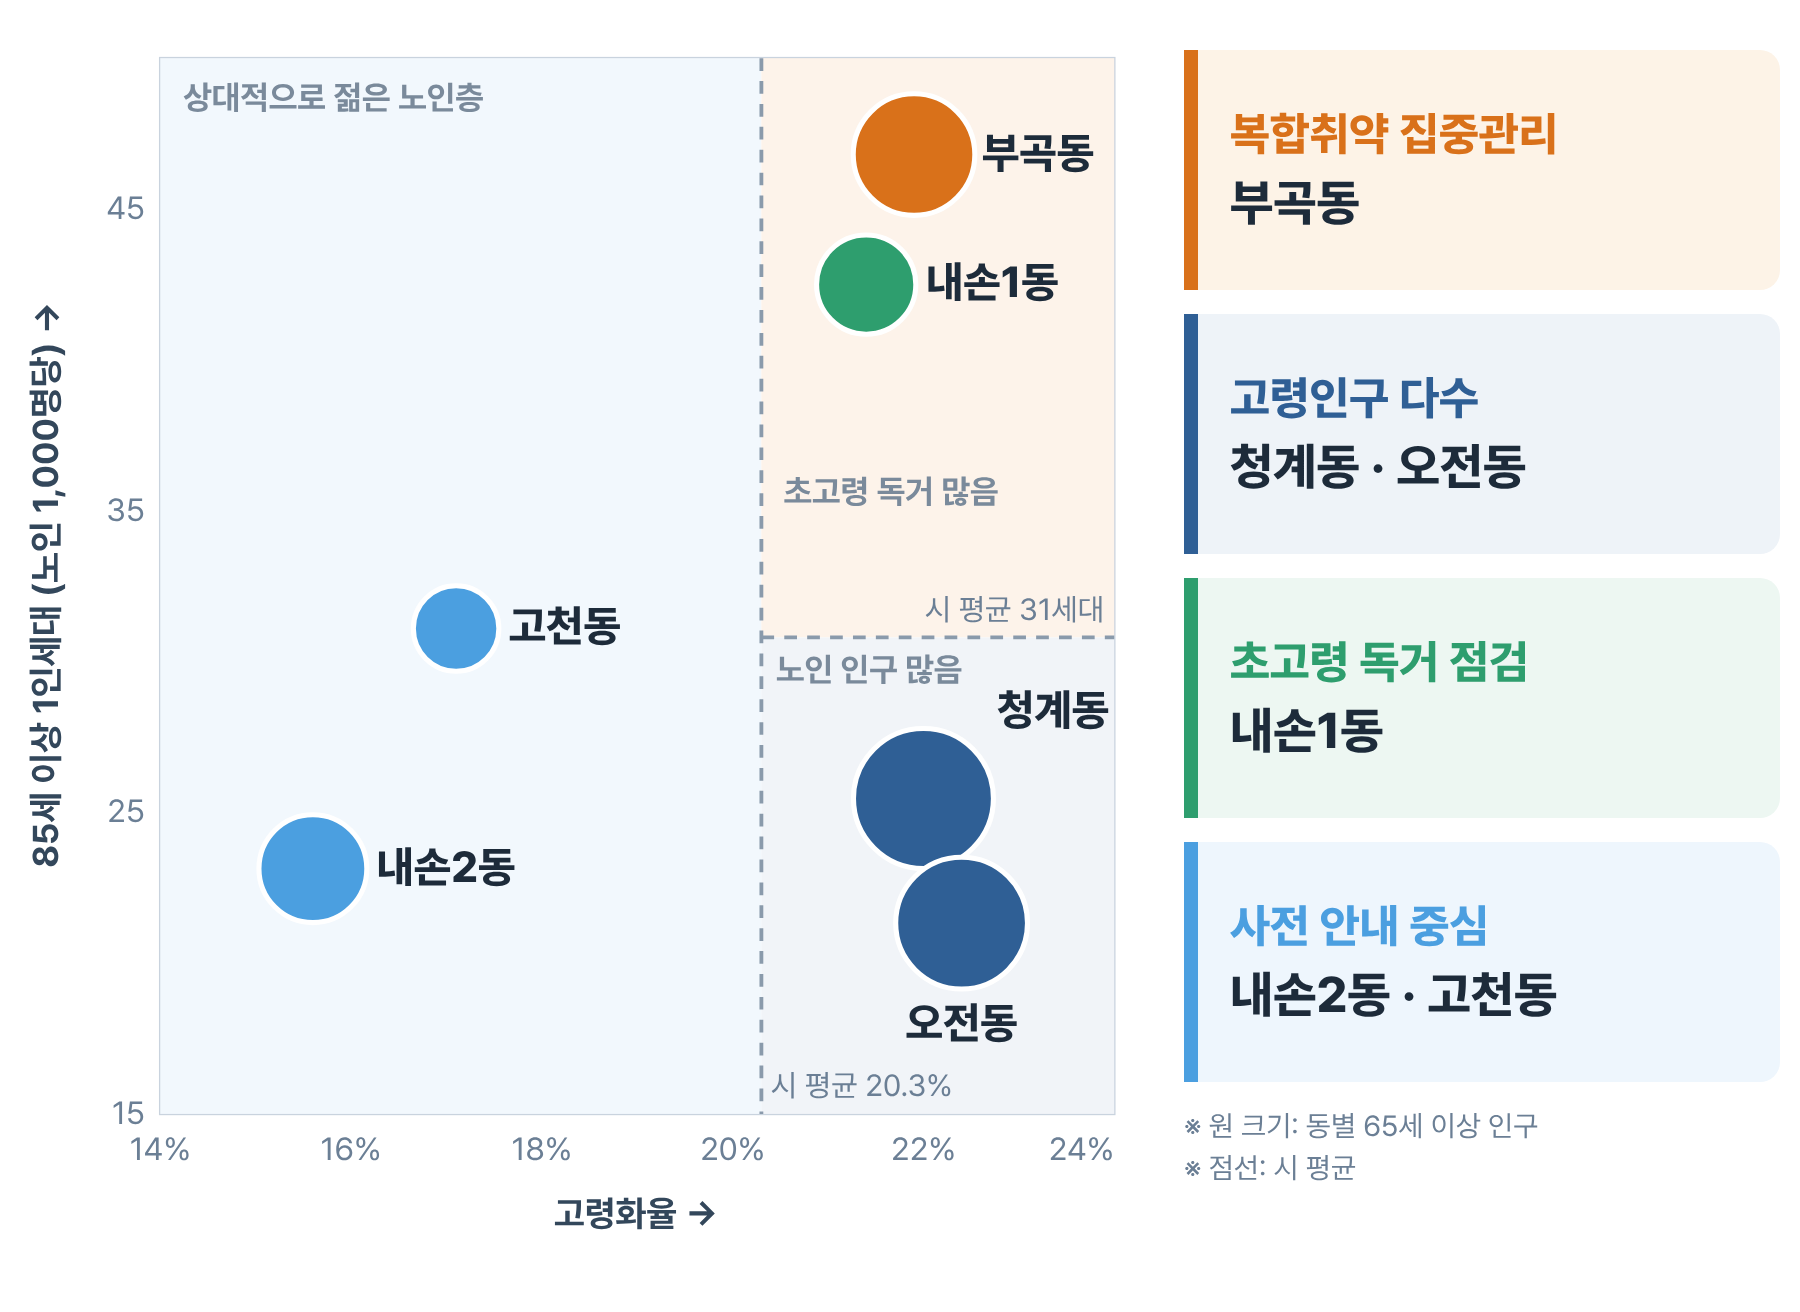 상대적으로 젊은 노인층
부곡동
내손1동
초고령 독거 많음
시 평균 31세대
고천동
노인 인구 많음
청계동
내손2동
오전동
시 평균 20.3%
45
35
25
15
14%
16%
18%
20%
22%
24%
고령화율 →
85세 이상 1인세대 (노인 1,000명당) →
복합취약 집중관리
부곡동
고령인구 다수
청계동 · 오전동
초고령 독거 점검
내손1동
사전 안내 중심
내손2동 · 고천동
※ 원 크기: 동별 65세 이상 인구
※ 점선: 시 평균